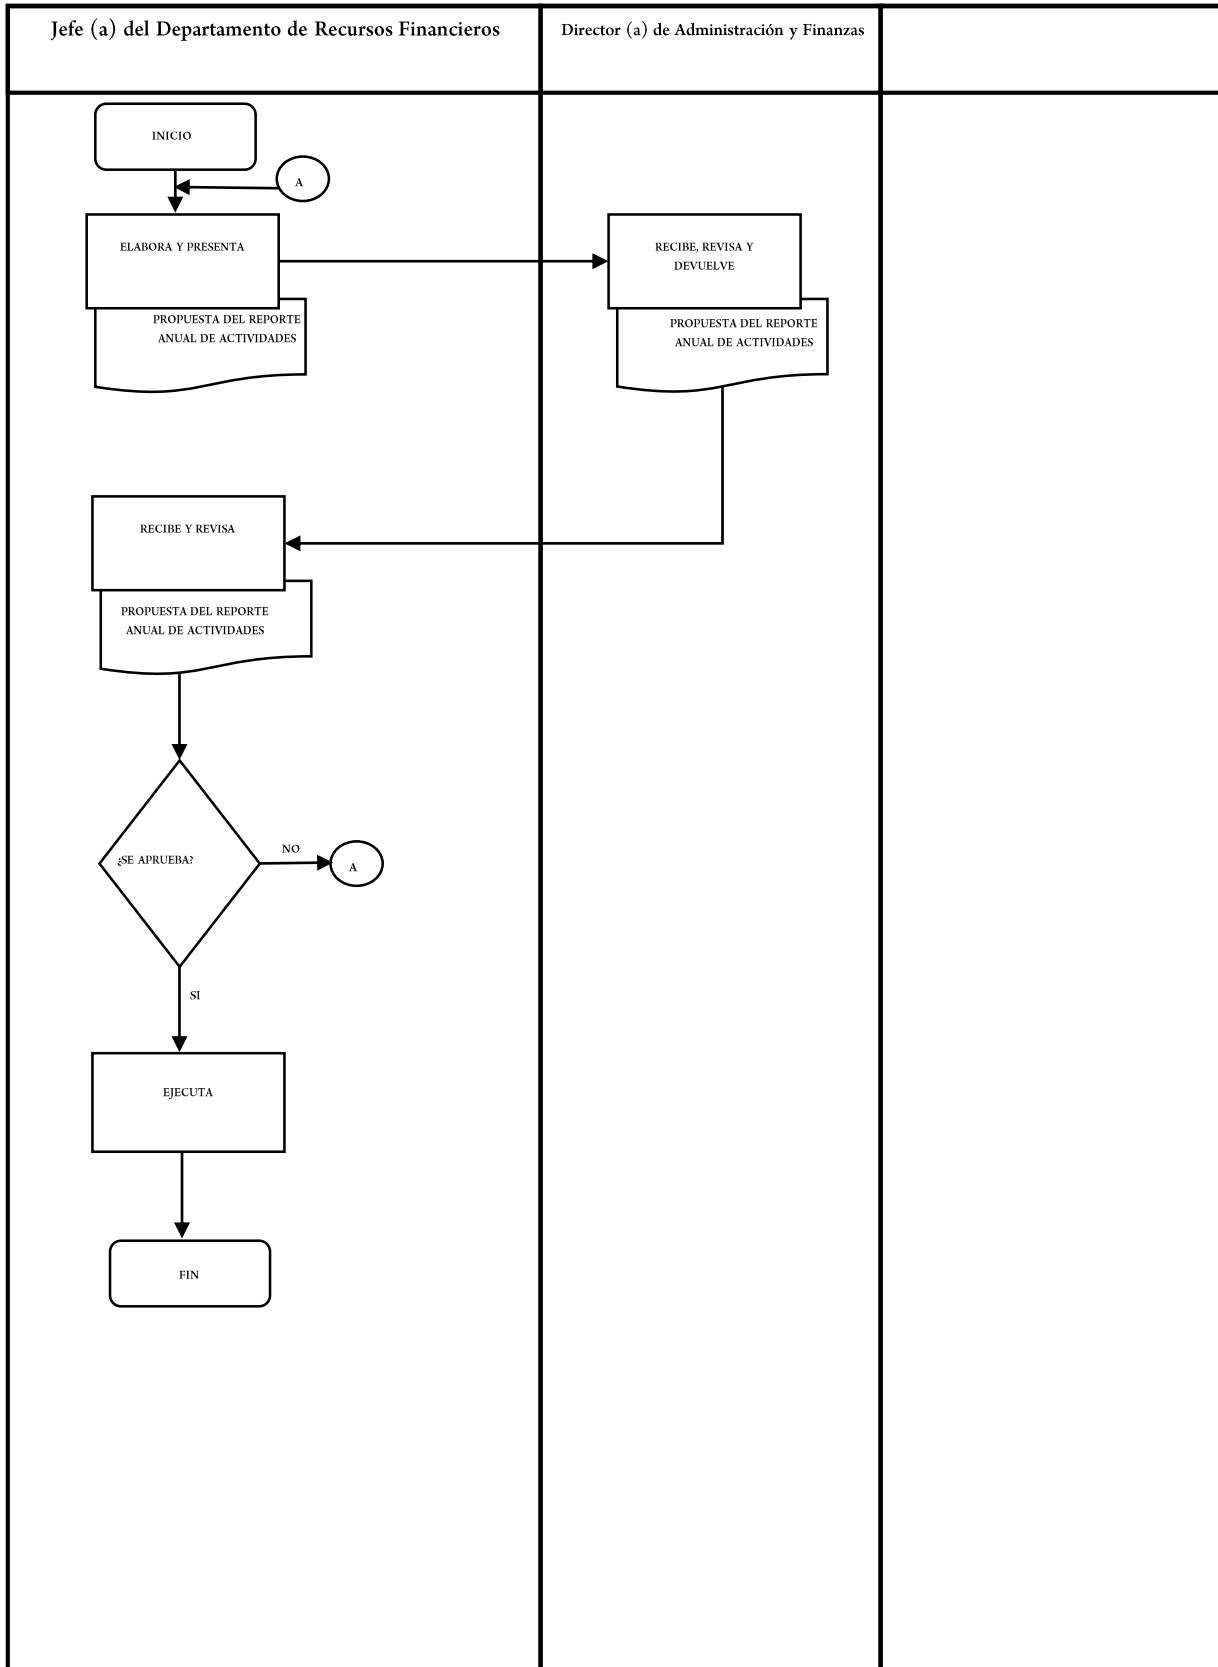 Jefe (a) del Departamento de Recursos Financieros
Director (a) de Administración y Finanzas
INICIO
A
ELABORA Y PRESENTA
PROPUESTA DEL REPORTE
ANUAL DE ACTIVIDADES
RECIBE, REVISA Y
DEVUELVE
PROPUESTA DEL REPORTE
ANUAL DE ACTIVIDADES
RECIBE Y REVISA
PROPUESTA DEL REPORTE
ANUAL DE ACTIVIDADES
¿SE APRUEBA?
NO
A
SI
EJECUTA
FIN